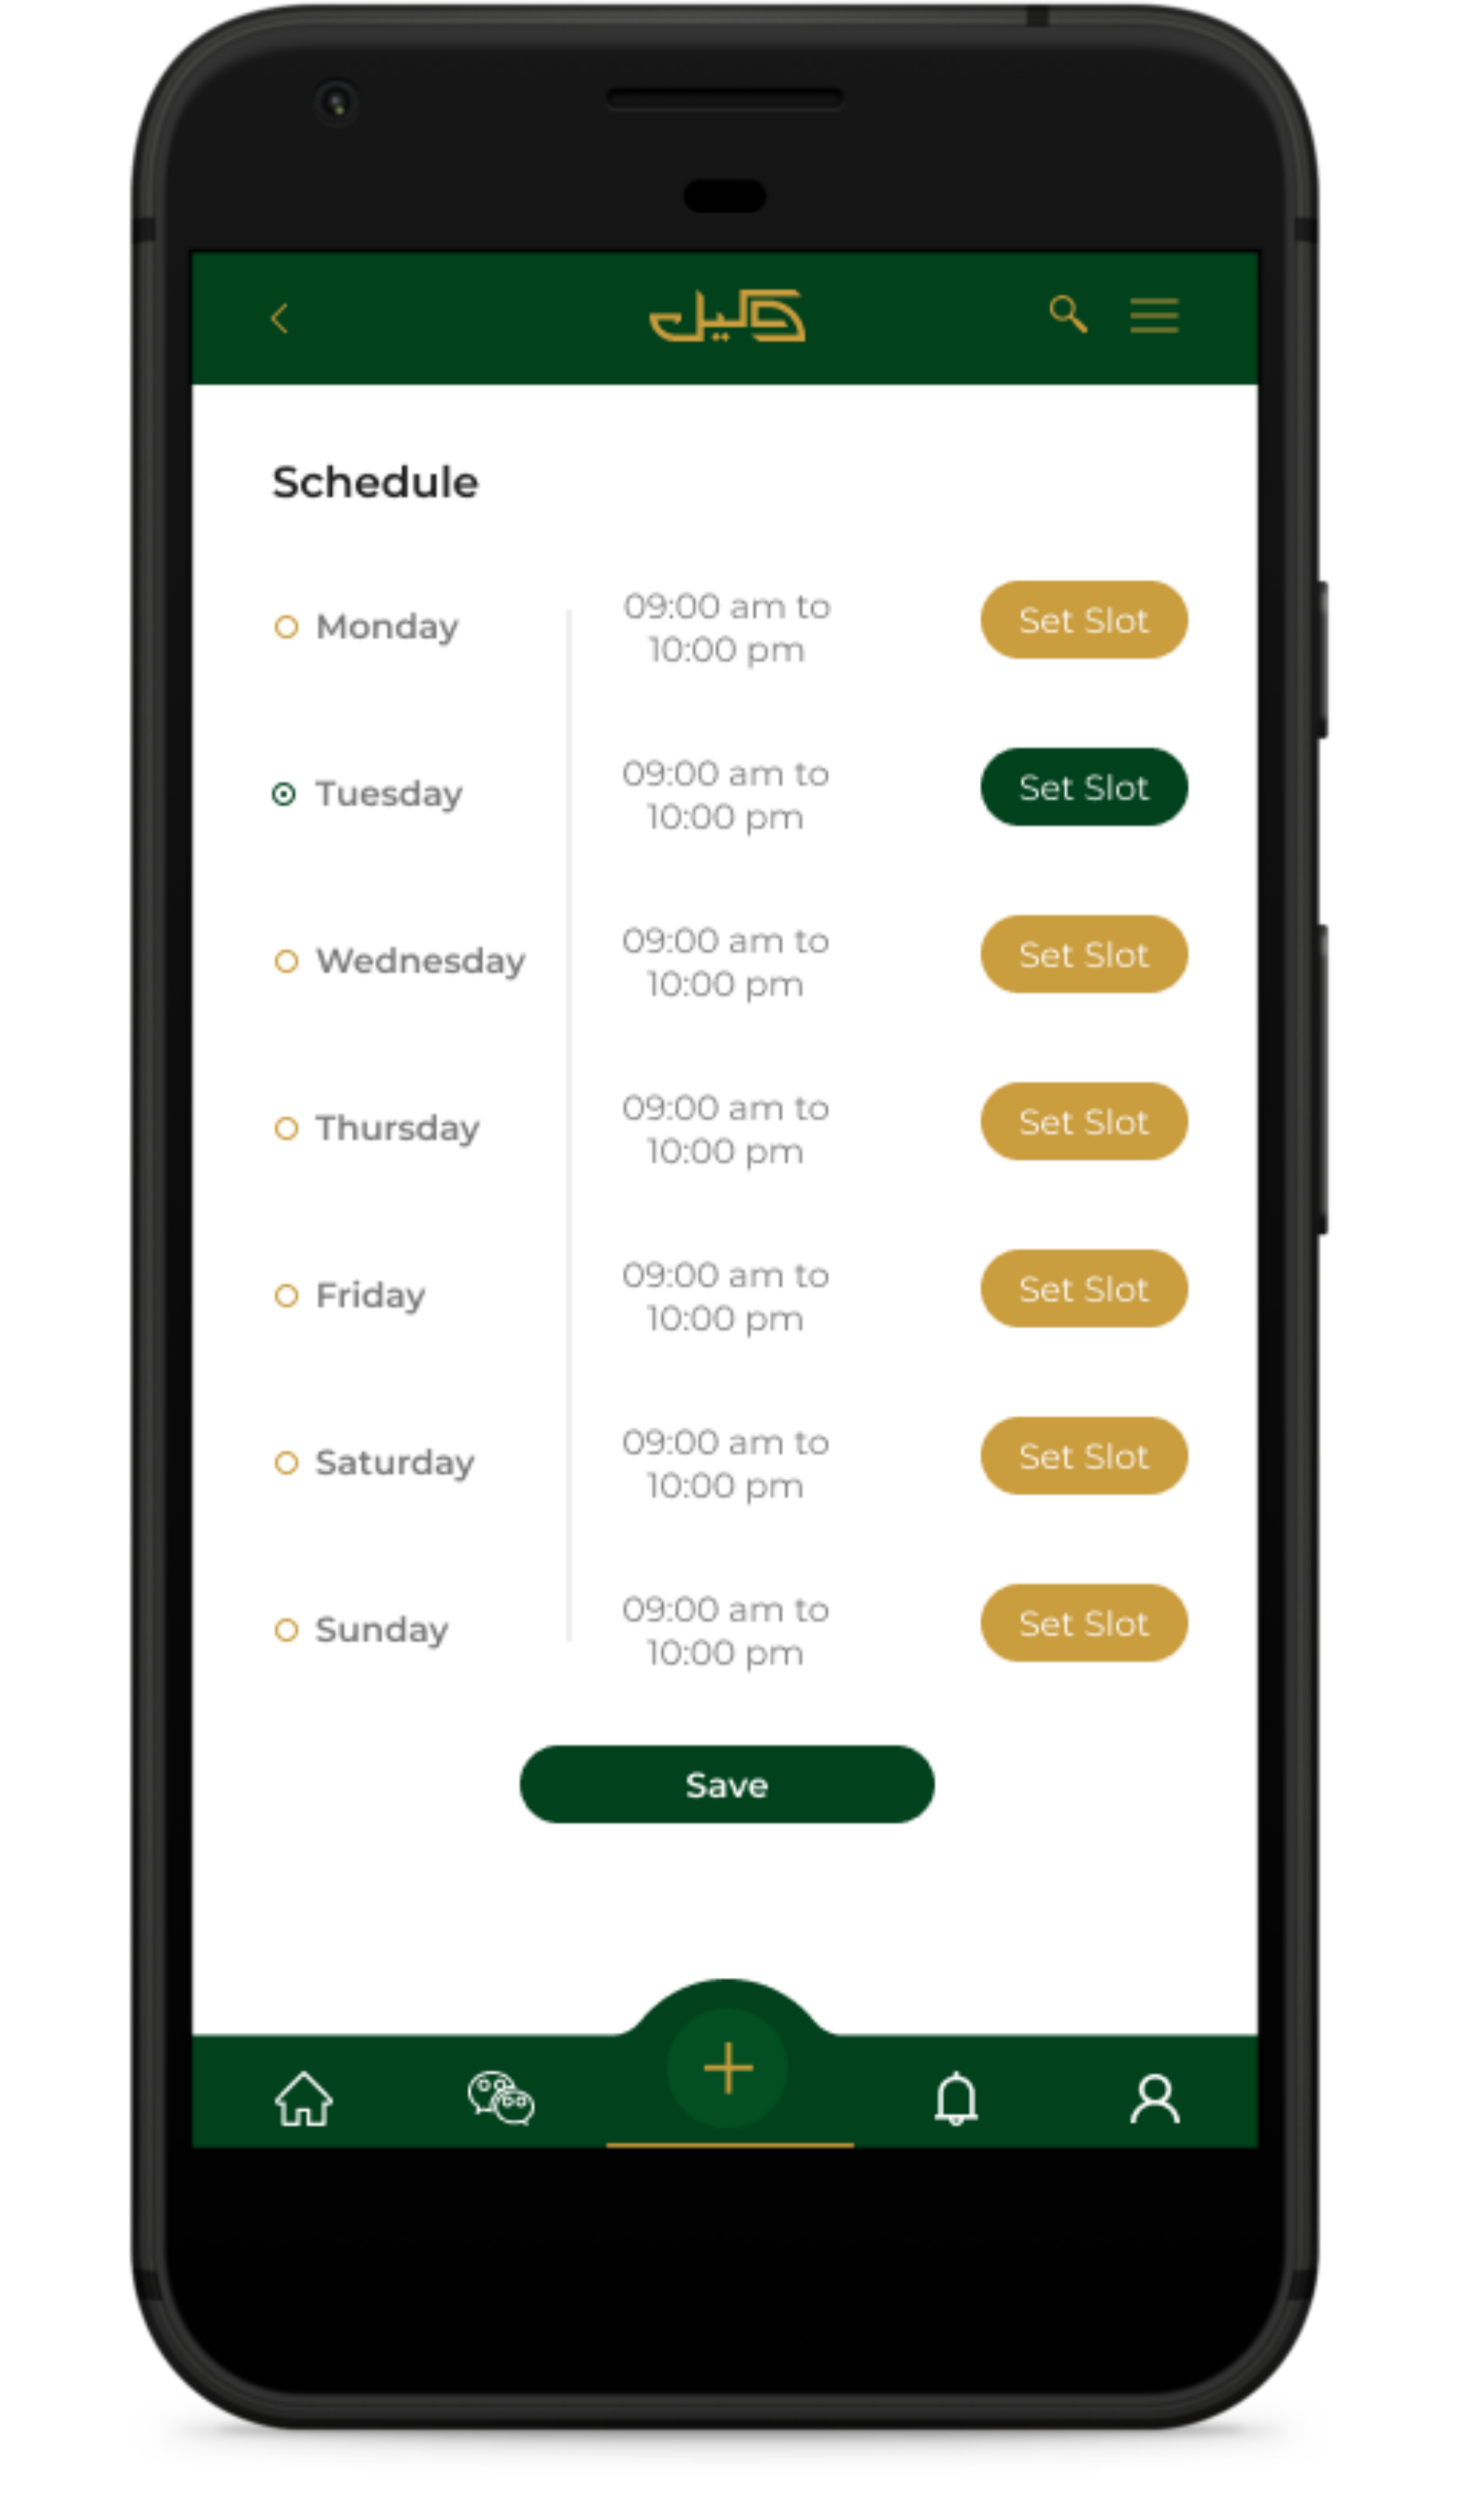 كيل
Schedule
Monday
09:00 am to
10:00 pm
Set Slot
Tuesday
09:00 am to
10:00 pm
Set Slot
Wednesday
09:00 am to
10:00 pm
Set Slot
Thursday
09:00 am to
10:00 pm
Set Slot
Friday
09:00 am to
10:00 pm
Set Slot
Saturday
09:00 am to
10:00 pm
Set Slot
Sunday
09:00 am to
10:00 pm
Set Slot
Save